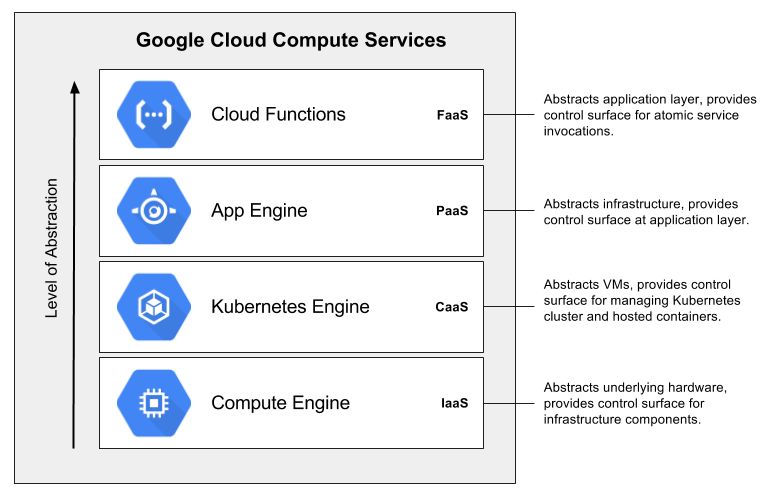 Google Cloud Compute Services
Level of Abstraction
Cloud Functions FaaS
Abstracts application layer, provides
control surface for atomic service
invocations.
App Engine PaaS
Abstracts infrastructure, provides
control surface at application layer.
Kubernetes Engine CaaS
Abstracts VMs, provides control
surface for managing Kubernetes
cluster and hosted containers.
Compute Engine IaaS
Abstracts underlying hardware,
provides control surface for
infrastructure components.